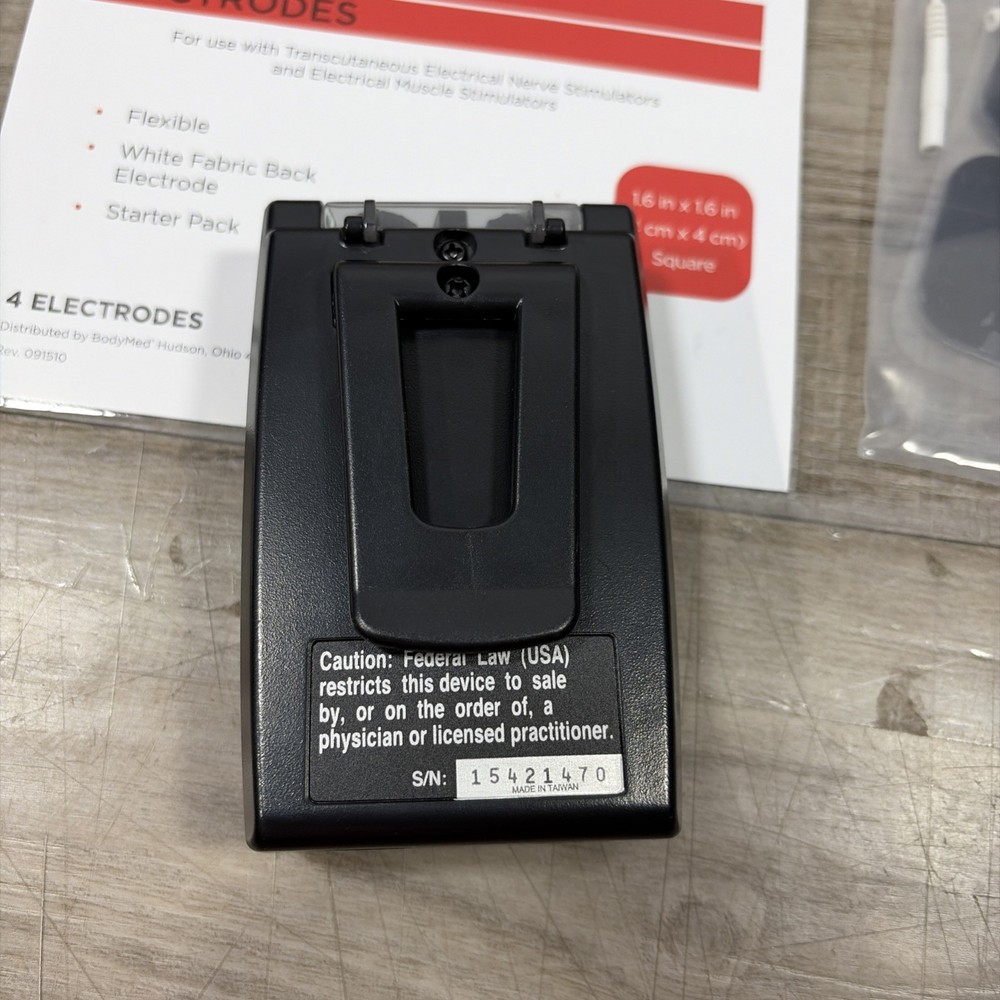 TRODES
For use with Transcutaneous Electrical Nerve Stimulators
and Electrical Muscle Stimulators
• Flexible
• White Fabric Back
Electrode
• Starter Pack
1.6 in x 1.6 in
cm x 4 cm)
Square
4 ELECTRODES
Distributed by BodyMed® Hudson, Ohio
Rev. 091510
Caution: Federal Law (USA)
restricts this device to sale
by, or on the order of, a
physician or licensed practitioner.
S/N: 15421470
MADE IN TAIWAN